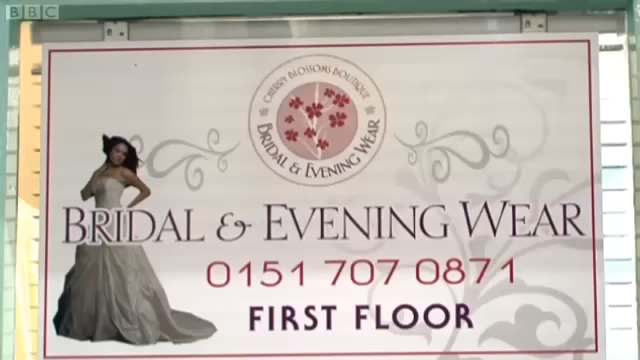 BBC
CHERRY BLOSSOMS BOUTIQUE
BRIDAL & EVENING WEAR
BRIDAL & EVENING WEAR
0151 707 0871
FIRST FLOOR